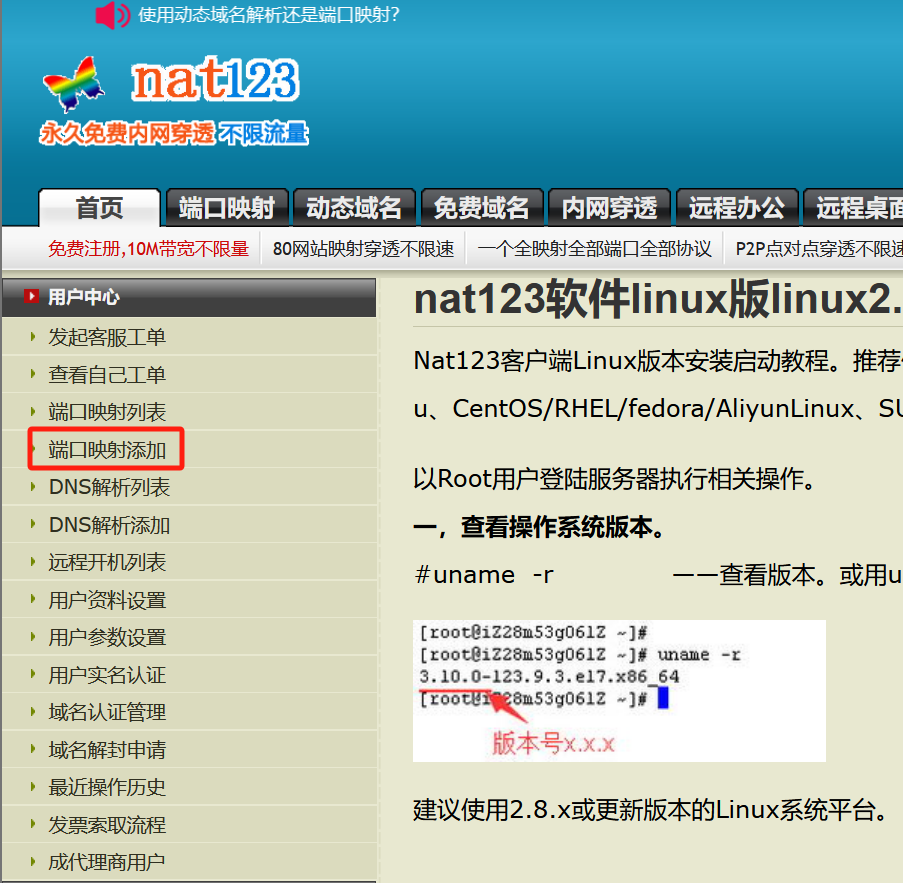 使用动态域名解析还是端口映射?
nat123
永久免费内网穿透 不限流量
首页 端口映射 动态域名 免费域名 内网穿透 远程办公 远程桌面
免费注册,10M带宽不限量 80网站映射穿透不限速 一个全映射全部端口全部协议 P2P点对点穿透不限速
用户中心
发起客服工单
查看自己工单
端口映射列表
端口映射添加
DNS解析列表
DNS解析添加
远程开机列表
用户资料设置
用户参数设置
用户实名认证
域名认证管理
域名解封申请
最近操作历史
发票索取流程
成代理商用户
nat123软件linux版linux2.
Nat123客户端Linux版本安装启动教程。推荐
u、CentOS/RHEL/fedora/AliyunLinux、SU
以Root用户登陆服务器执行相关操作。
一，查看操作系统版本。
#uname -r ——查看版本。或用u
[root@iZ28m53g061Z ~]#
[root@iZ28m53g061Z ~]# uname -r
3.10.0-123.9.3.el7.x86_64
[root@iZ28m53g061Z ~]#
版本号x.x.x
建议使用2.8.x或更新版本的Linux系统平台。